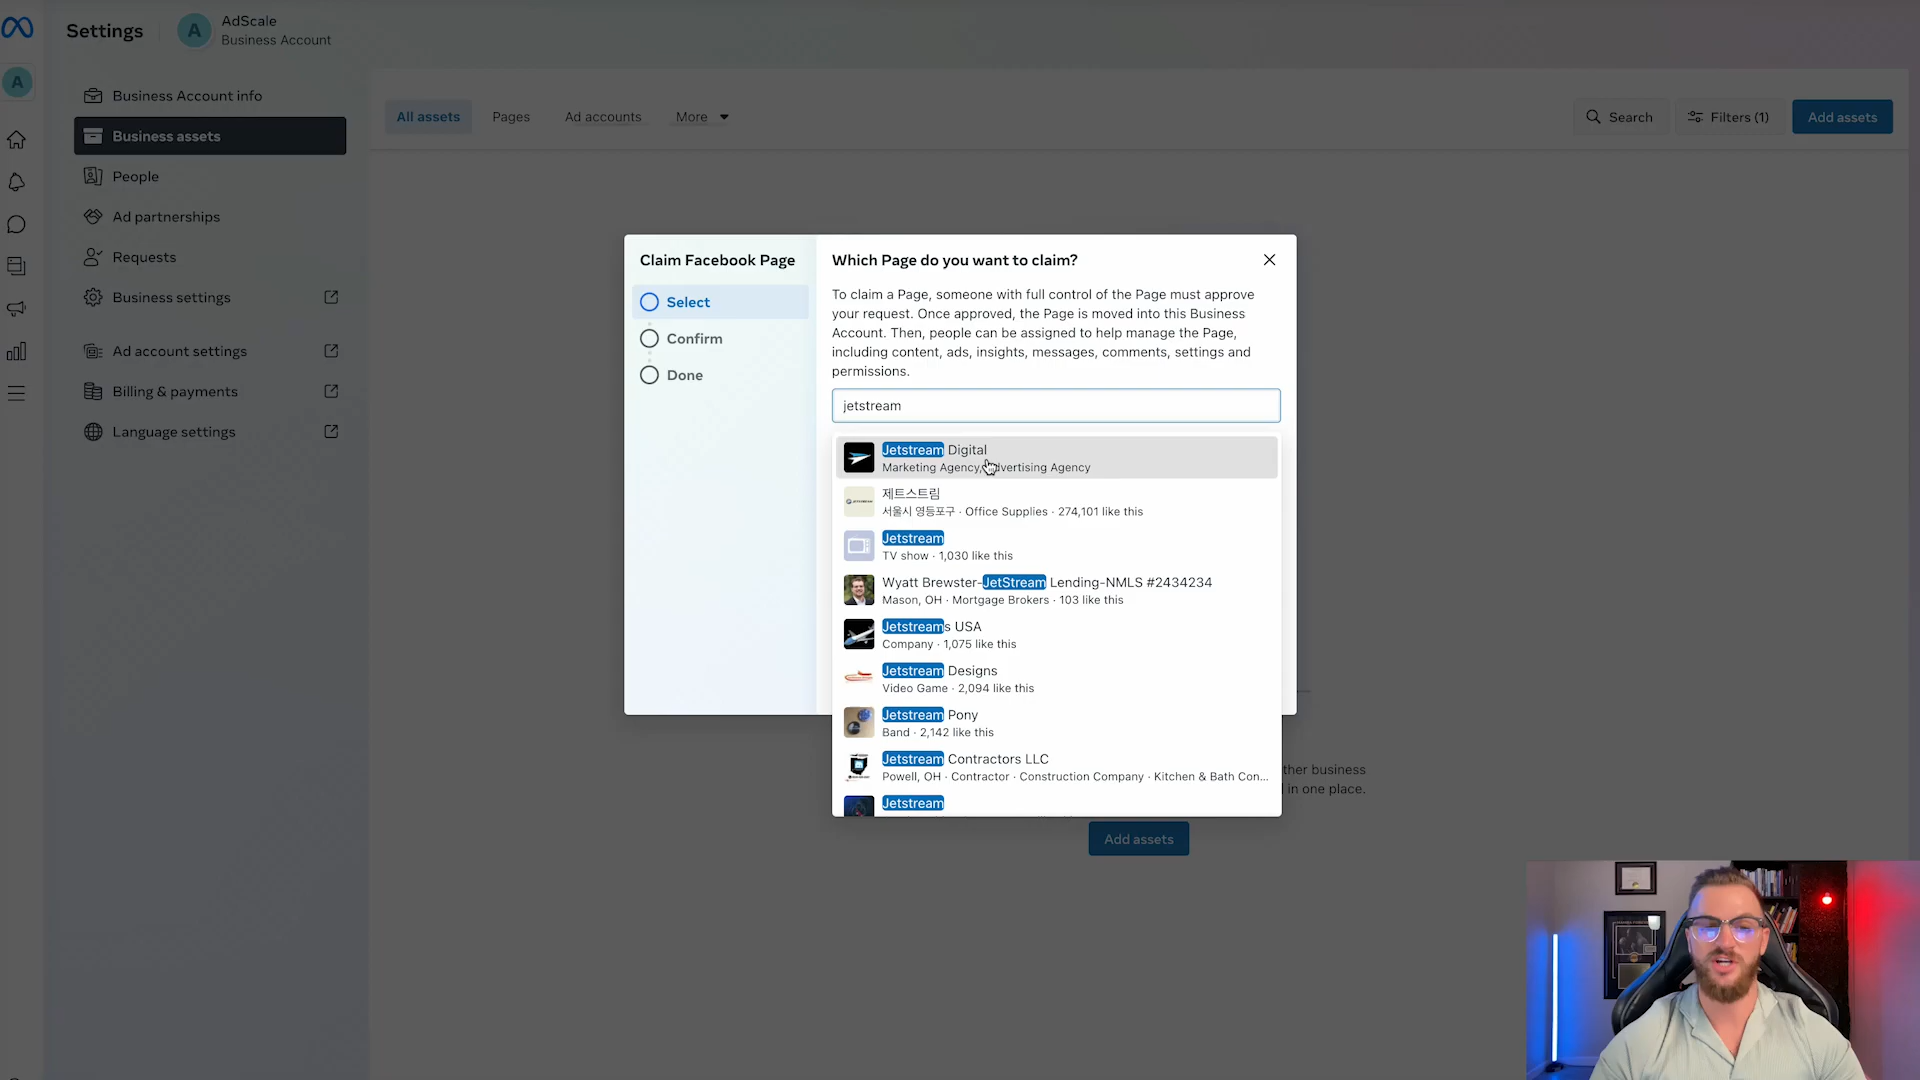 Settings
A
AdScale
Business Account
A
Business Account info
Business assets
People
Ad partnerships
Requests
Business settings
Ad account settings
Billing & payments
Language settings
All assets
Pages
Ad accounts
More
Search
Filters (1)
Add assets
Claim Facebook Page
Select
Confirm
Done
Which Page do you want to claim?
To claim a Page, someone with full control of the Page must approve
your request. Once approved, the Page is moved into this Business
Account. Then, people can be assigned to help manage the Page,
including content, ads, insights, messages, comments, settings and
permissions.
jetstream
Jetstream Digital
Marketing Agency, Advertising Agency
제트스트림
서울시 영등포구 · Office Supplies · 274,101 like this
Jetstream
TV show · 1,030 like this
Wyatt Brewster-JetStream Lending-NMLS #2434234
Mason, OH · Mortgage Brokers · 103 like this
Jetstreams USA
Company · 1,075 like this
Jetstream Designs
Video Game · 2,094 like this
Jetstream Pony
Band · 2,142 like this
Jetstream Contractors LLC
Powell, OH · Contractor · Construction Company · Kitchen & Bath Con...
Jetstream
ther business
in one place.
Add assets